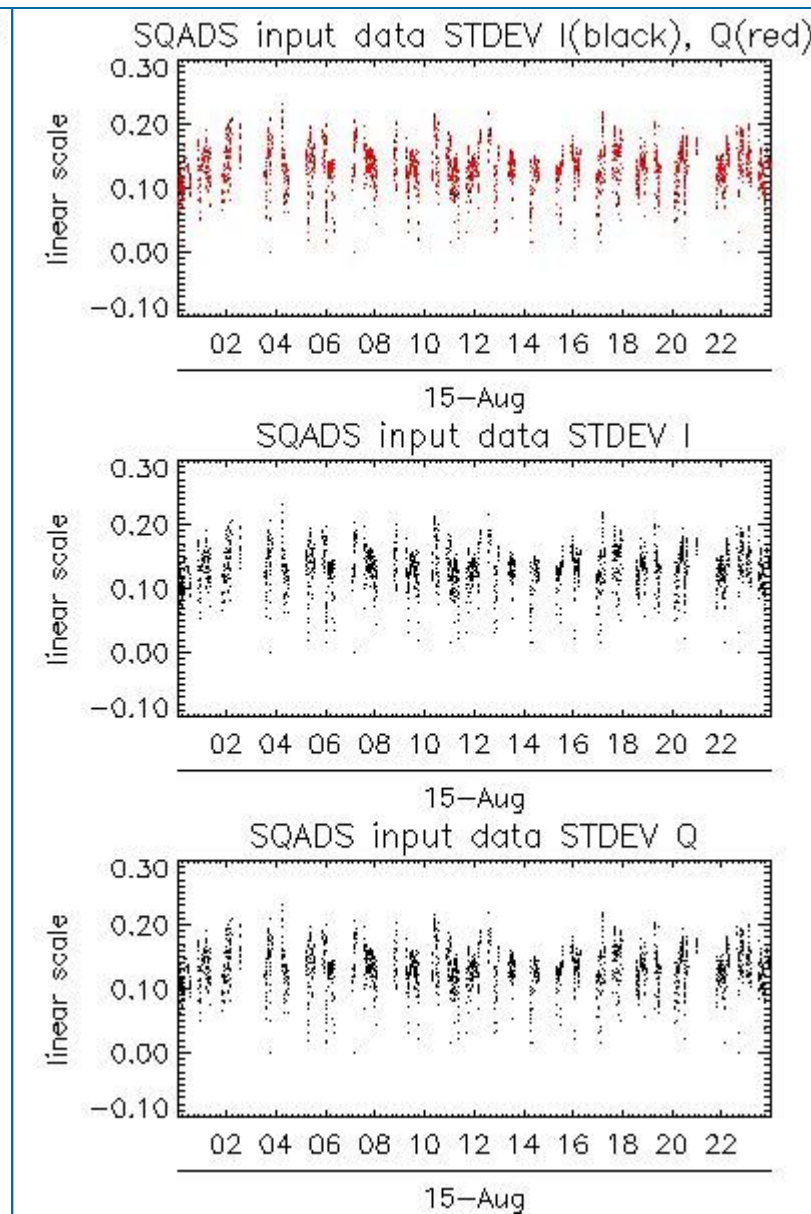 SQADS input data STDEV I(black), Q(red)
0.30
0.20
0.10
0.00
−0.10
linear scale
02 04 06 08 10 12 14 16 18 20 22
15−Aug
SQADS input data STDEV I
0.30
0.20
0.10
0.00
−0.10
linear scale
02 04 06 08 10 12 14 16 18 20 22
15−Aug
SQADS input data STDEV Q
0.30
0.20
0.10
0.00
−0.10
linear scale
02 04 06 08 10 12 14 16 18 20 22
15−Aug